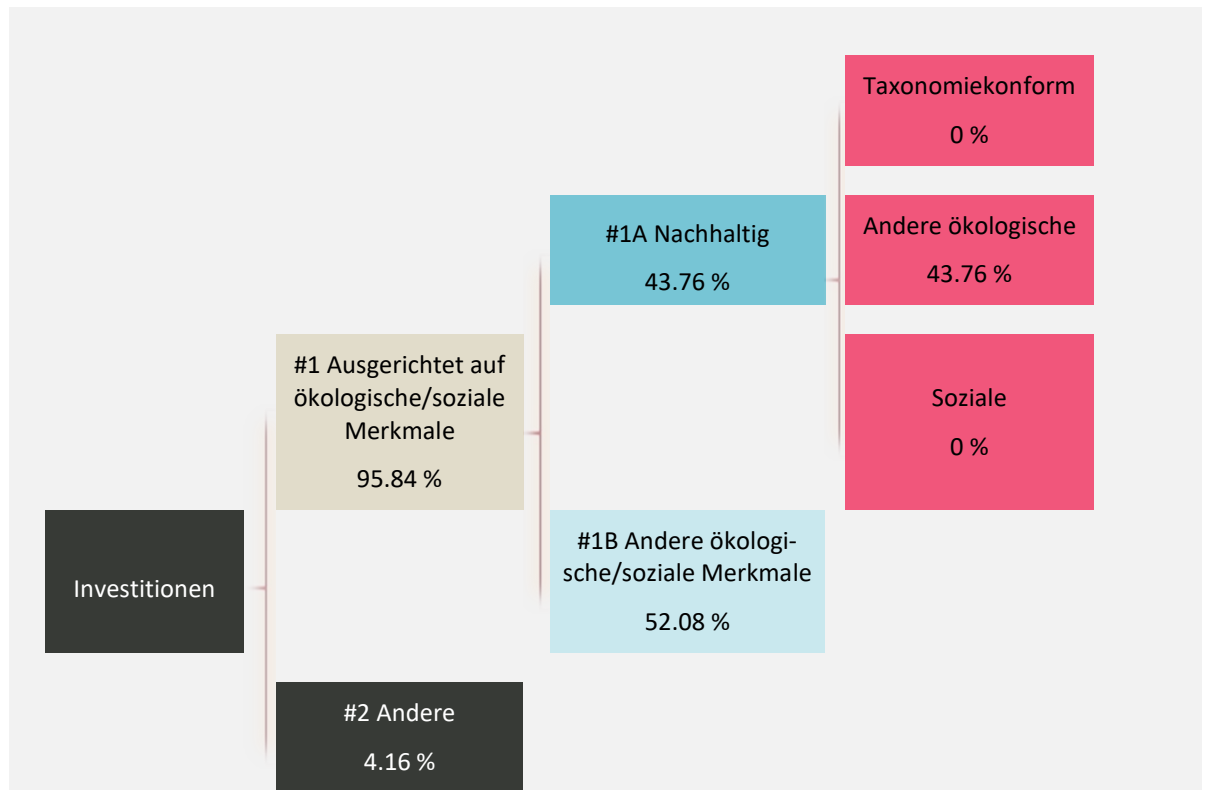 Taxonomiekonform
0 %
#1A Nachhaltig
43.76 %
Andere ökologische
43.76 %
#1 Ausgerichtet auf
ökologische/soziale
Merkmale
95.84 %
Soziale
0 %
Investitionen
#1B Andere ökologi-
sche/soziale Merkmale
52.08 %
#2 Andere
4.16 %